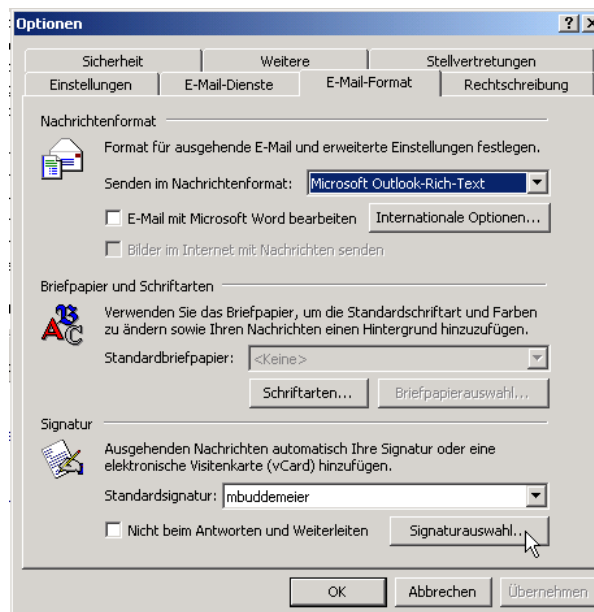 Optionen
Sicherheit Weitere Stellvertretungen
Einstellungen E-Mail-Dienste E-Mail-Format Rechtschreibung
Nachrichtenformat
Format für ausgehende E-Mail und erweiterte Einstellungen festlegen.
Senden im Nachrichtenformat: Microsoft Outlook-Rich-Text
E-Mail mit Microsoft Word bearbeiten Internationale Optionen...
Bilder im Internet mit Nachrichten senden
Briefpapier und Schriftarten
Verwenden Sie das Briefpapier, um die Standardschriftart und Farben
zu ändern sowie Ihren Nachrichten einen Hintergrund hinzuzufügen.
Standardbriefpapier: <Keine>
Schriftarten... Briefpapierauswahl...
Signatur
Ausgehenden Nachrichten automatisch Ihre Signatur oder eine
elektronische Visitenkarte (vCard) hinzufügen.
Standardsignatur: mbuddemeier
Nicht beim Antworten und Weiterleiten Signaturauswahl...
OK Abbrechen Übernehmen